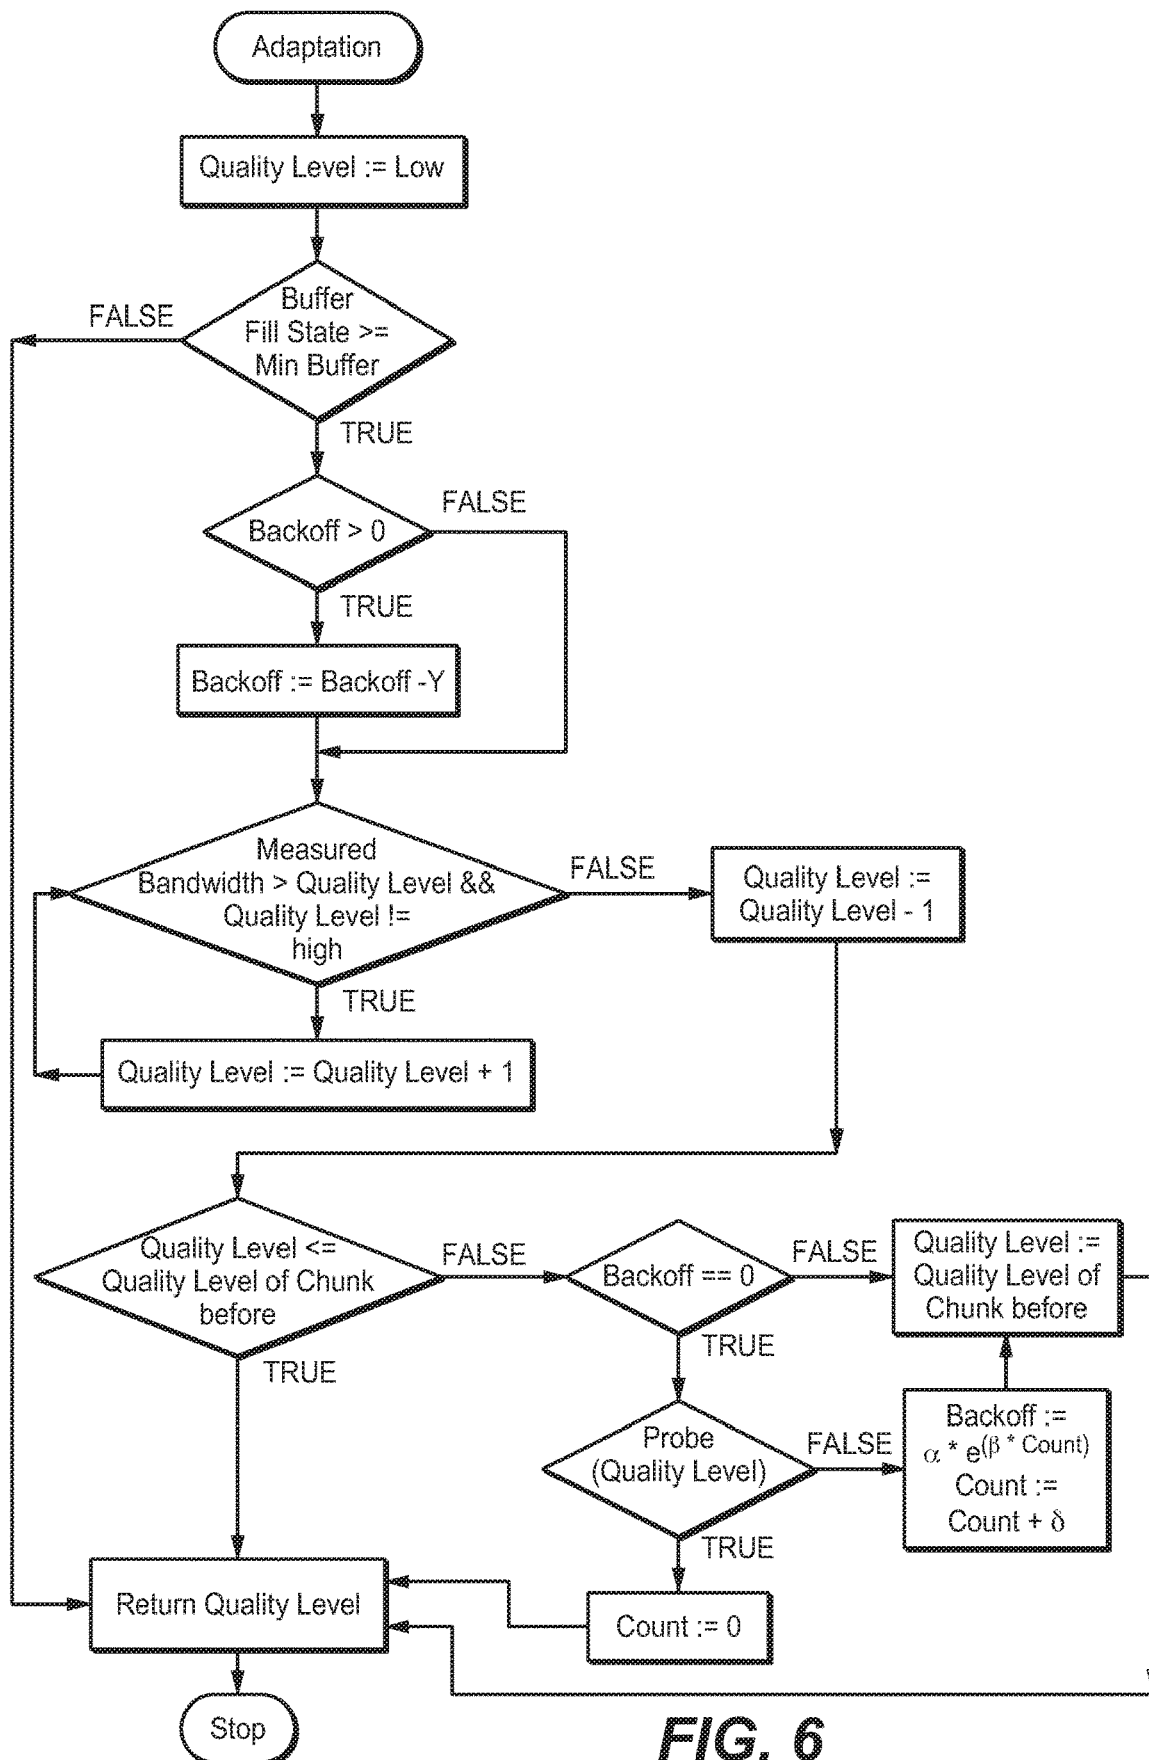 Adaptation
Quality Level := Low
Buffer
Fill State >=
Min Buffer
FALSE
TRUE
Backoff > 0
FALSE
TRUE
Backoff := Backoff -Y
Measured
Bandwidth > Quality Level &&
Quality Level !=
high
FALSE
Quality Level :=
Quality Level - 1
TRUE
Quality Level := Quality Level + 1
Quality Level <=
Quality Level of Chunk
before
FALSE
Backoff == 0
FALSE
Quality Level :=
Quality Level of
Chunk before
TRUE
TRUE
Probe
(Quality Level)
FALSE
Backoff :=
α * e(β * Count)
Count :=
Count + δ
TRUE
Return Quality Level
Count := 0
Stop
FIG. 6